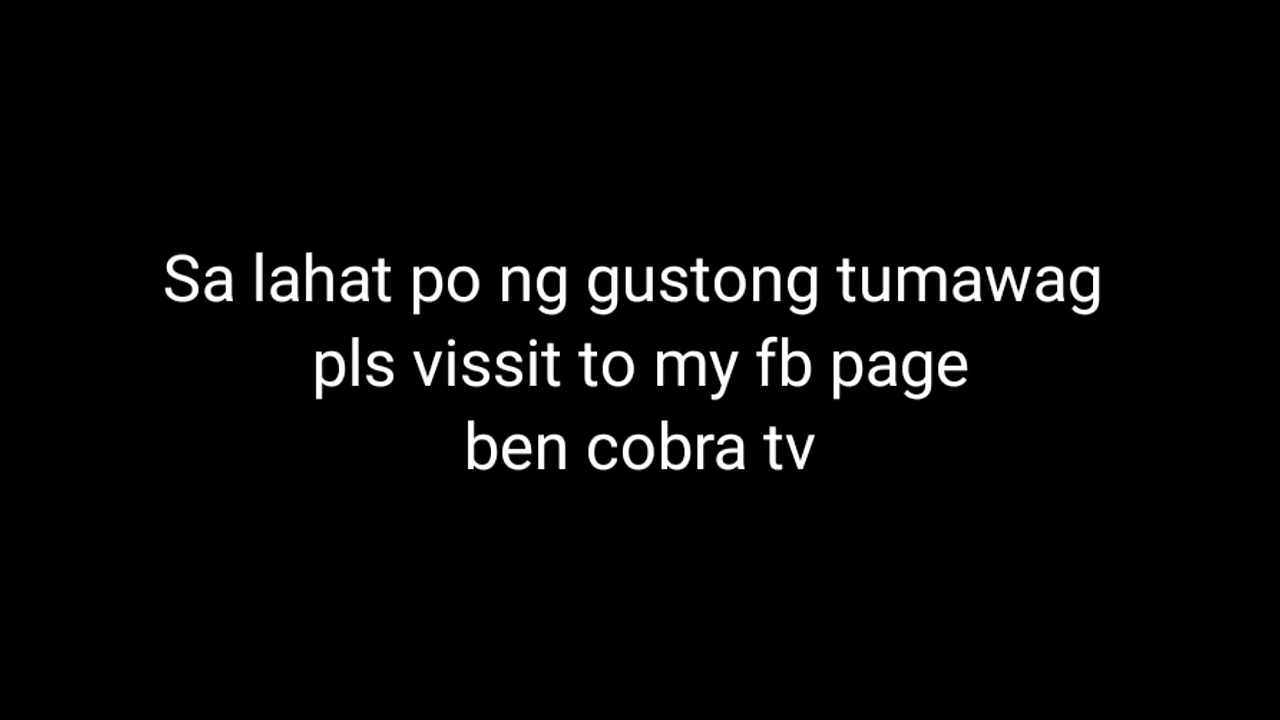 Sa lahat po ng gustong tumawag
pls vissit to my fb page
ben cobra tv